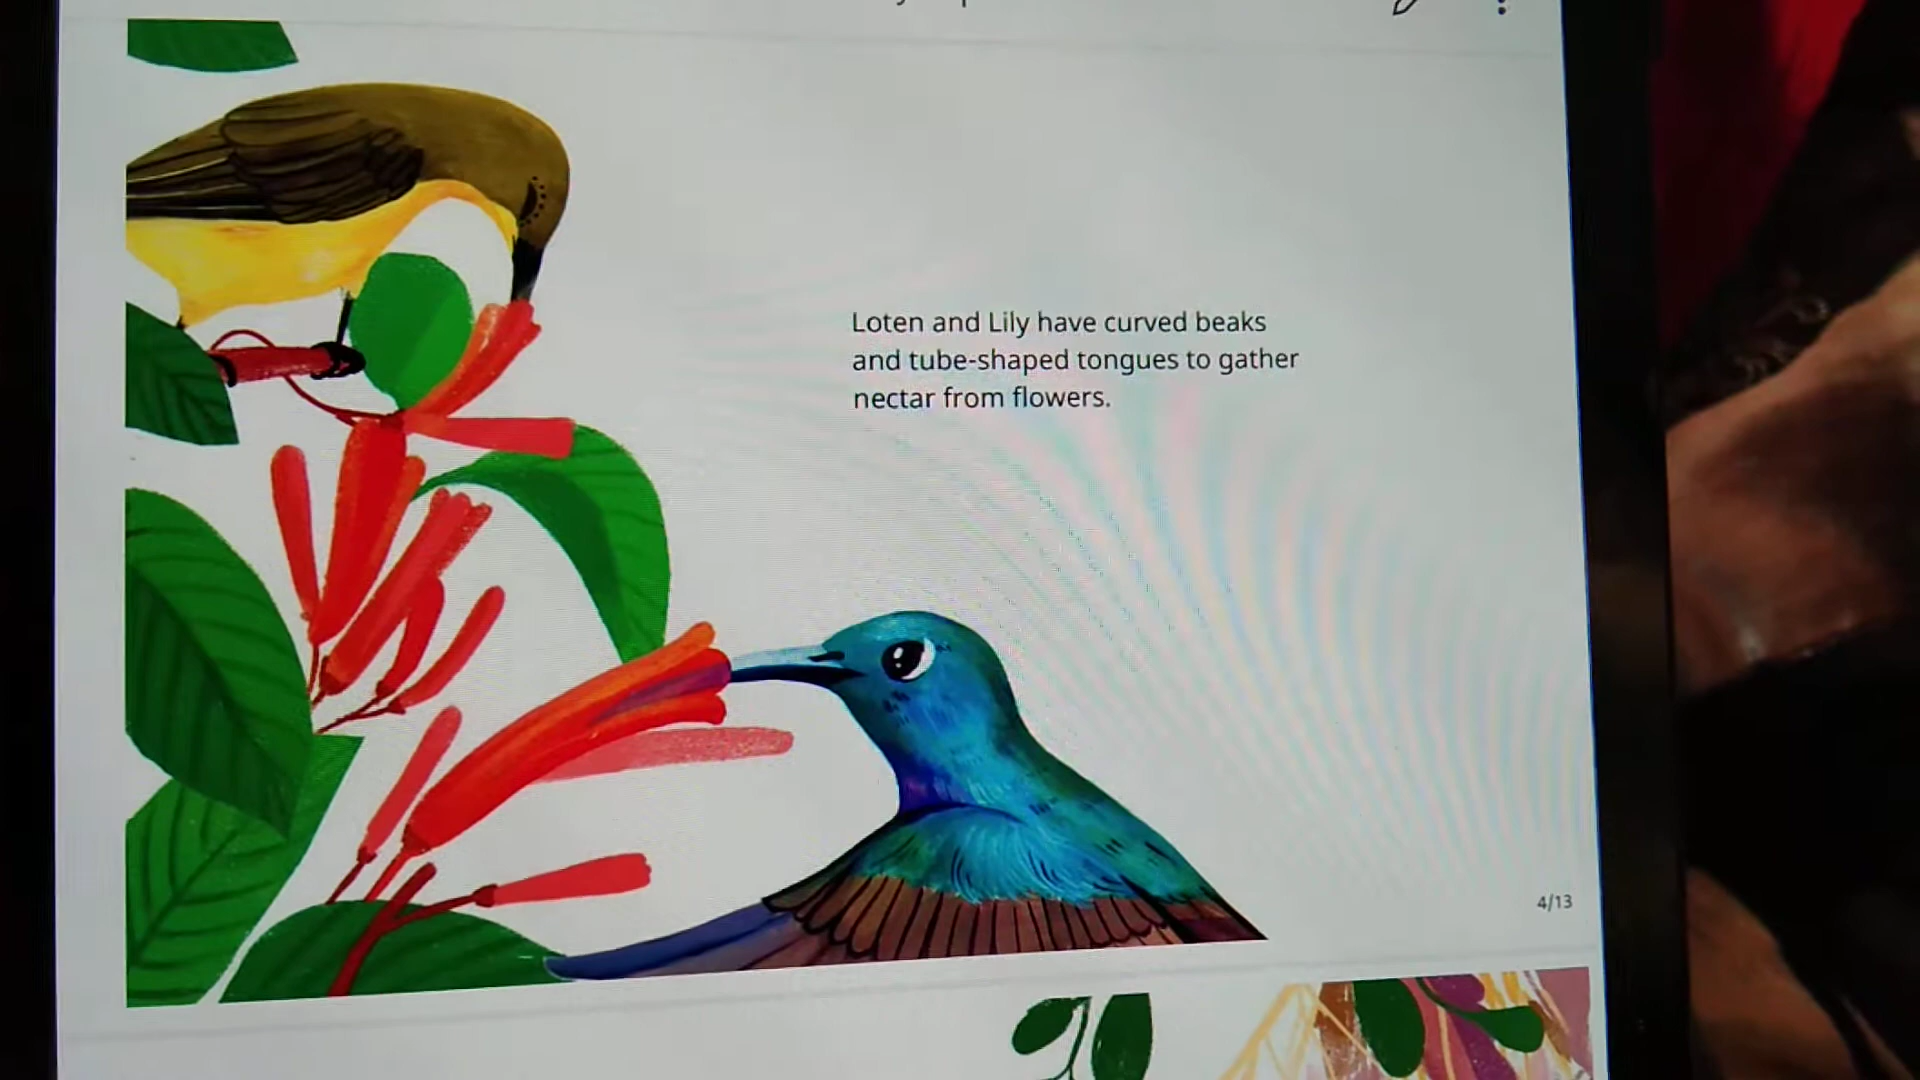 Loten and Lily have curved beaks
and tube-shaped tongues to gather
nectar from flowers.
4/13